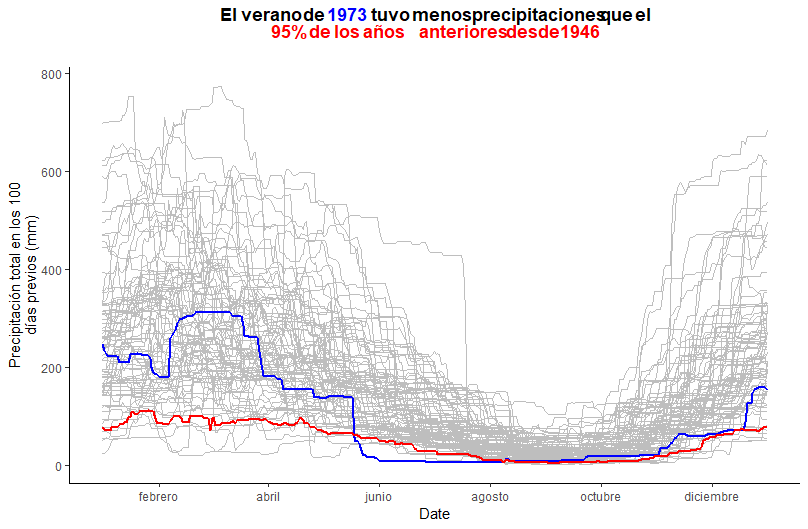 El verano de 1973 tuvo menos precipitaciones que el
95% de los años anteriores desde 1946
800
600
400
200
0
Precipitación total en los 100
días previos (mm)
febrero
abril
junio
agosto
octubre
diciembre
Date